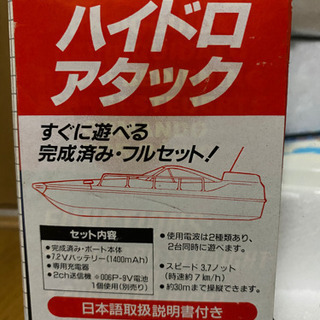 ハイドロ
アタック
すぐに遊べる
完成済み・フルセット!
セット内容
●完成済み・ボート本体
●7.2Vバッテリー(1400mAh)
●専用充電器
●2ch送信機 ※006P-9V電池
1個使用(別売り)
●使用電波は2種類あり、
2台同時に遊べます。
●スピード 3.7ノット
(時速約7km/h)
●約30mまで操縦できます。
日本語取扱説明書付き